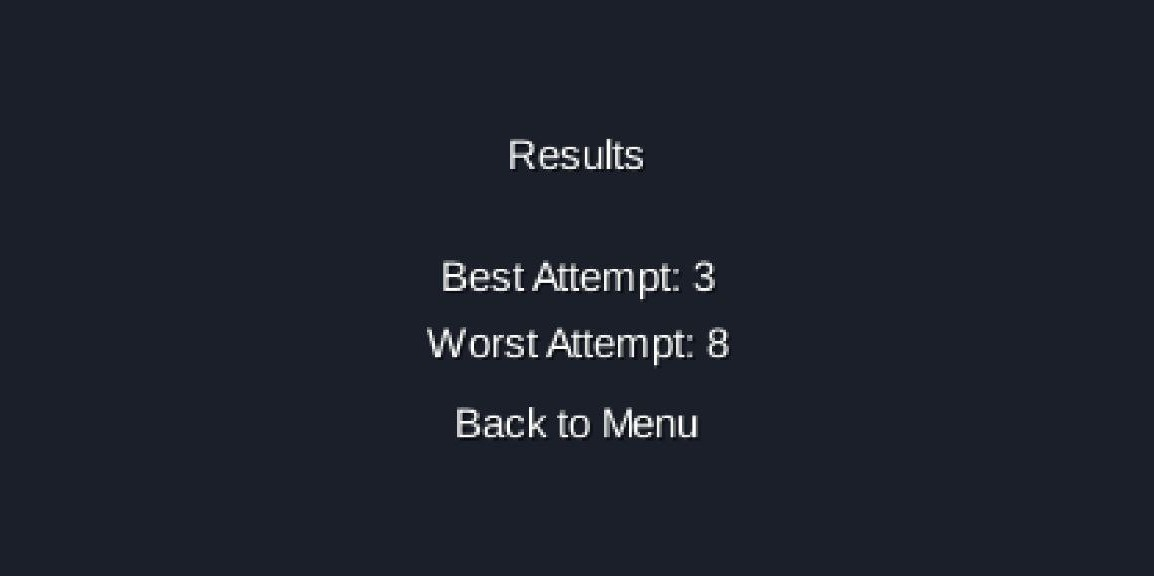 Results
Best Attempt: 3
Worst Attempt: 8
Back to Menu